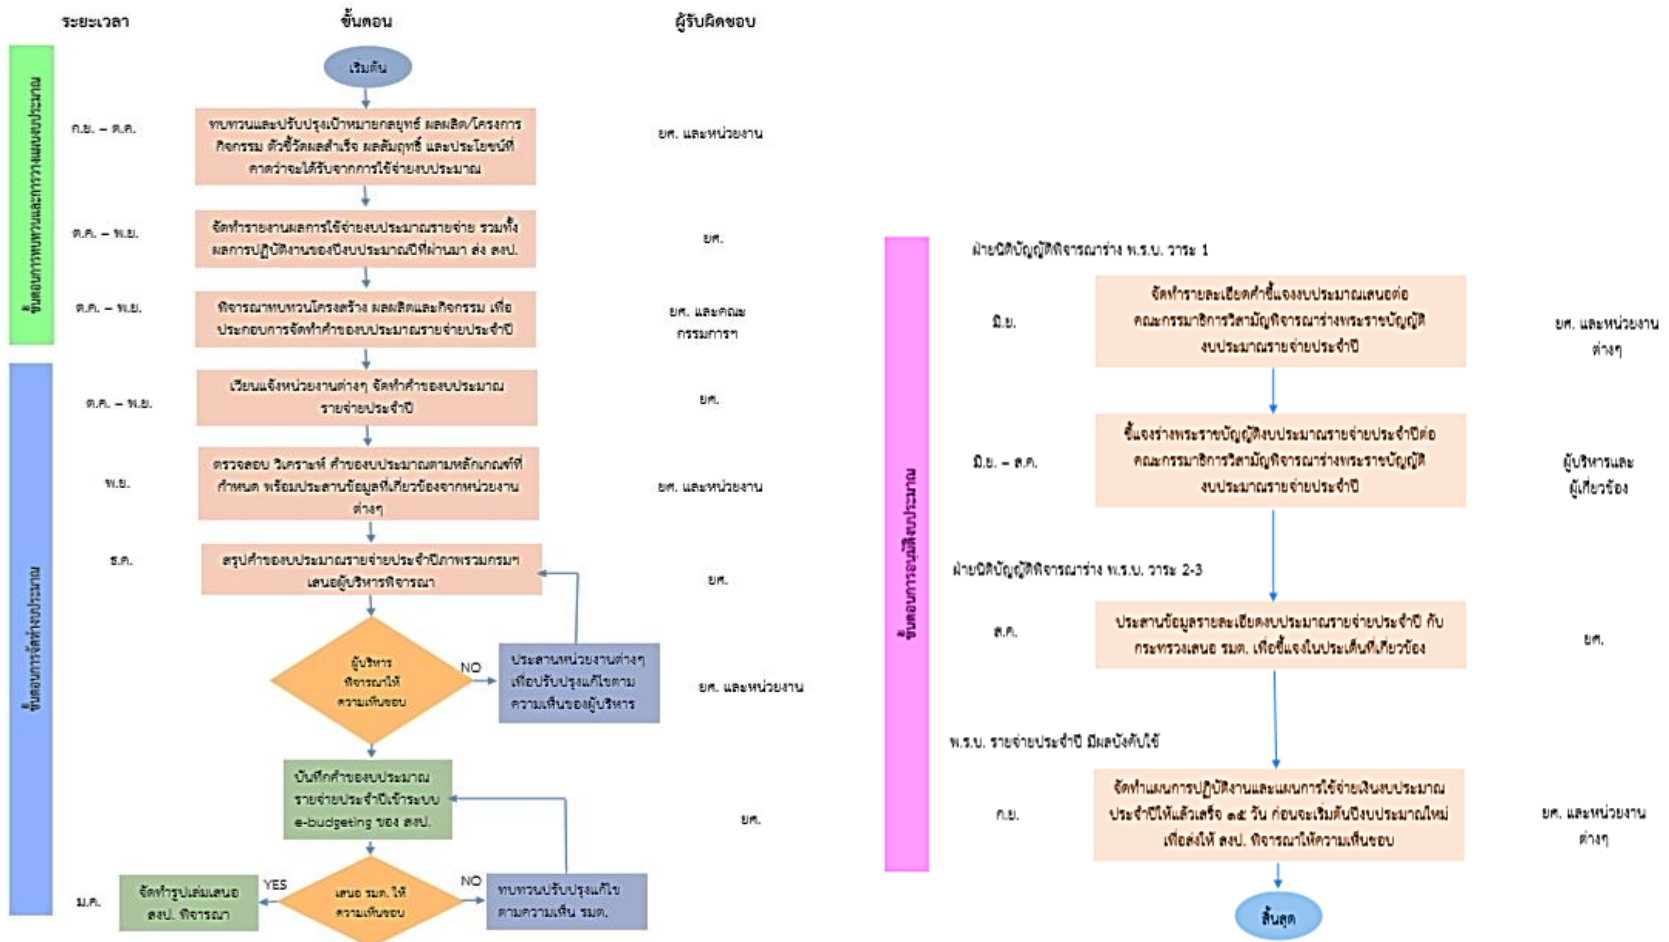 ระยะเวลา
ขั้นตอน
ผู้รับผิดชอบ
ขั้นตอนการทบทวนและการวางแผนงบประมาณ
เริ่มต้น
ก.ย. – ต.ค.
ทบทวนและปรับปรุงเป้าหมายกลยุทธ์ ผลผลิต/โครงการ
กิจกรรม ตัวชี้วัดผลสำเร็จ ผลสัมฤทธิ์ และประโยชน์ที่
คาดว่าจะได้รับจากการใช้จ่ายงบประมาณ
ยศ. และหน่วยงาน
ต.ค. – พ.ย.
จัดทำรายงานผลการใช้จ่ายงบประมาณรายจ่าย รวมทั้ง
ผลการปฏิบัติงานของปีงบประมาณปีที่ผ่านมา ส่ง สงป.
ยศ.
ต.ค. – พ.ย.
พิจารณาทบทวนโครงสร้าง ผลผลิตและกิจกรรม เพื่อ
ประกอบการจัดทำคำของบประมาณรายจ่ายประจำปี
ยศ. และคณะ
กรรมการฯ
ขั้นตอนการจัดทำงบประมาณ
ต.ค. – พ.ย.
เวียนแจ้งหน่วยงานต่างๆ จัดทำคำของบประมาณ
รายจ่ายประจำปี
ยศ.
พ.ย.
ตรวจสอบ วิเคราะห์ คำของบประมาณตามหลักเกณฑ์ที่
กำหนด พร้อมประสานข้อมูลที่เกี่ยวข้องจากหน่วยงาน
ต่างๆ
ยศ. และหน่วยงาน
ธ.ค.
สรุปคำของบประมาณรายจ่ายประจำปีภาพรวมกรมฯ
เสนอผู้บริหารพิจารณา
ยศ.
ผู้บริหาร
พิจารณาให้
ความเห็นชอบ
NO
ประสานหน่วยงานต่างๆ
เพื่อปรับปรุงแก้ไขตาม
ความเห็นของผู้บริหาร
ยศ. และหน่วยงาน
บันทึกคำของบประมาณ
รายจ่ายประจำปีเข้าระบบ
e-budgeting ของ สงป.
ยศ.
ม.ค.
จัดทำรูปเล่มเสนอ
สงป. พิจารณา
YES
เสนอ รมต. ให้
ความเห็นชอบ
NO
ทบทวนปรับปรุงแก้ไข
ตามความเห็น รมต.
ขั้นตอนการอนุมัติงบประมาณ
ฝ่ายนิติบัญญัติพิจารณาร่าง พ.ร.บ. วาระ 1
มิ.ย.
จัดทำรายละเอียดคำชี้แจงงบประมาณเสนอต่อ
คณะกรรมาธิการวิสามัญพิจารณาร่างพระราชบัญญัติ
งบประมาณรายจ่ายประจำปี
ยศ. และหน่วยงาน
ต่างๆ
มิ.ย. – ส.ค.
ชี้แจงร่างพระราชบัญญัติงบประมาณรายจ่ายประจำปีต่อ
คณะกรรมาธิการวิสามัญพิจารณาร่างพระราชบัญญัติ
งบประมาณรายจ่ายประจำปี
ผู้บริหารและ
ผู้เกี่ยวข้อง
ฝ่ายนิติบัญญัติพิจารณาร่าง พ.ร.บ. วาระ 2-3
ส.ค.
ประสานข้อมูลรายละเอียดงบประมาณรายจ่ายประจำปี กับ
กระทรวงเสนอ รมต. เพื่อชี้แจงในประเด็นที่เกี่ยวข้อง
ยศ.
พ.ร.บ. รายจ่ายประจำปี มีผลบังคับใช้
ก.ย.
จัดทำแผนการปฏิบัติงานและแผนการใช้จ่ายเงินงบประมาณ
ประจำปีให้แล้วเสร็จ ๑๕ วัน ก่อนจะเริ่มต้นปีงบประมาณใหม่
เพื่อส่งให้ สงป. พิจารณาให้ความเห็นชอบ
ยศ. และหน่วยงาน
ต่างๆ
สิ้นสุด